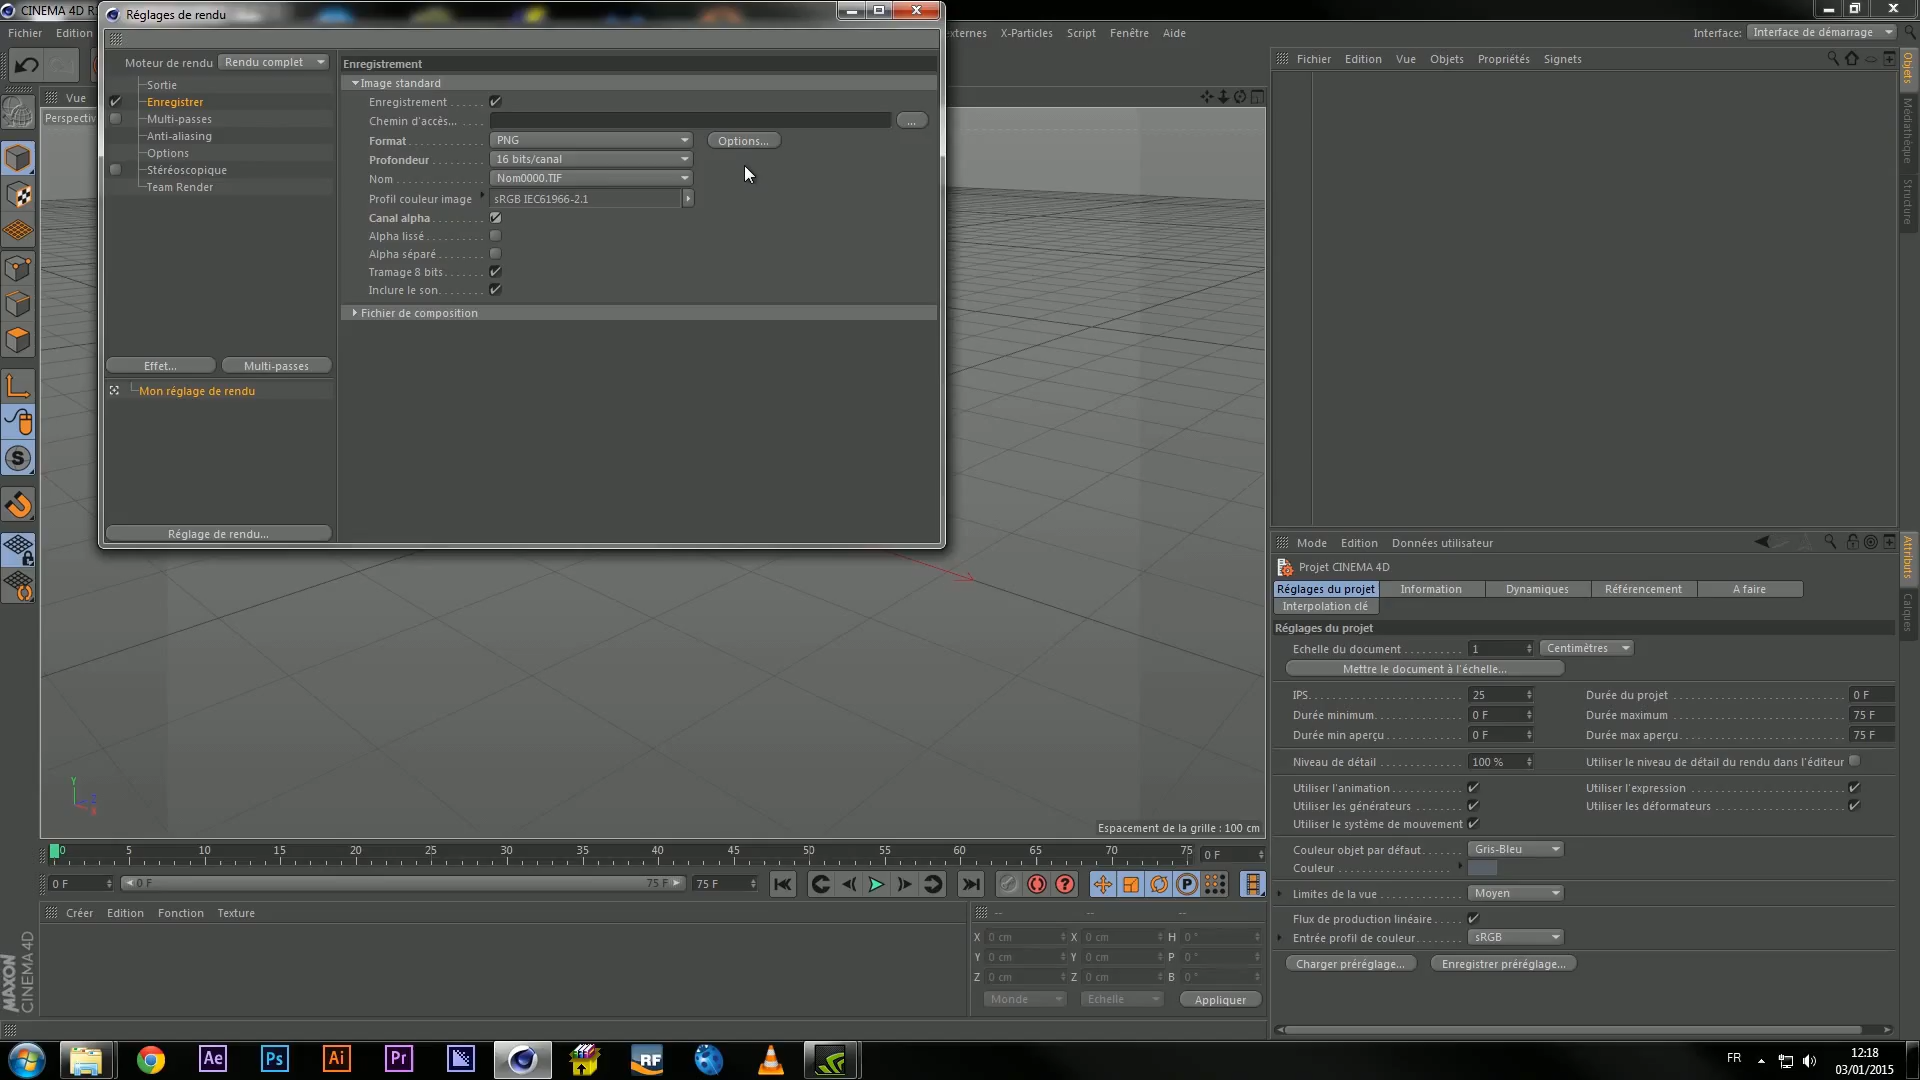 CINEMA 4D R
Réglages de rendu
Fichier
Edition
xternes
X-Particles
Script
Fenêtre
Aide
Interface:
Interface de démarrage
Moteur de rendu
Rendu complet
Sortie
Enregistrer
Multi-passes
Anti-aliasing
Options
Stéréoscopique
Team Render
Effet...
Multi-passes
Mon réglage de rendu
Réglage de rendu...
Enregistrement
Image standard
Enregistrement
Chemin d'accès...
...
Format
PNG
Options...
Profondeur
16 bits/canal
Nom
Nom0000.TIF
Profil couleur image
sRGB IEC61966-2.1
Canal alpha
Alpha lissé
Alpha séparé
Tramage 8 bits
Inclure le son
Fichier de composition
Vue
Perspectiv
Espacement de la grille : 100 cm
Fichier
Edition
Vue
Objets
Propriétés
Signets
Objets
Médiathèque
Structure
Mode
Edition
Données utilisateur
Attributs
Calques
Projet CINEMA 4D
Réglages du projet
Information
Dynamiques
Référencement
A faire
Interpolation clé
Réglages du projet
Echelle du document
1
Centimètres
Mettre le document à l'échelle...
IPS
25
Durée du projet
0 F
Durée minimum
0 F
Durée maximum
75 F
Durée min aperçu
0 F
Durée max aperçu
75 F
Niveau de détail
100 %
Utiliser le niveau de détail du rendu dans l'éditeur
Utiliser l'animation
Utiliser l'expression
Utiliser les générateurs
Utiliser les déformateurs
Utiliser le système de mouvement
Couleur objet par défaut
Gris-Bleu
Couleur
Limites de la vue
Moyen
Flux de production linéaire
Entrée profil de couleur
sRGB
Charger préréglage...
Enregistrer préréglage...
0 5 10 15 20 25 30 35 40 45 50 55 60 65 70 75
0 F
0 F
0 F
75 F
75 F
Créer
Edition
Fonction
Texture
-- -- --
X 0 cm X 0 cm H 0 °
Y 0 cm Y 0 cm P 0 °
Z 0 cm Z 0 cm B 0 °
Monde
Echelle
Appliquer
MAXON
CINEMA 4D
Ae
Ps
Ai
Pr
RF
FR
12:18
03/01/2015